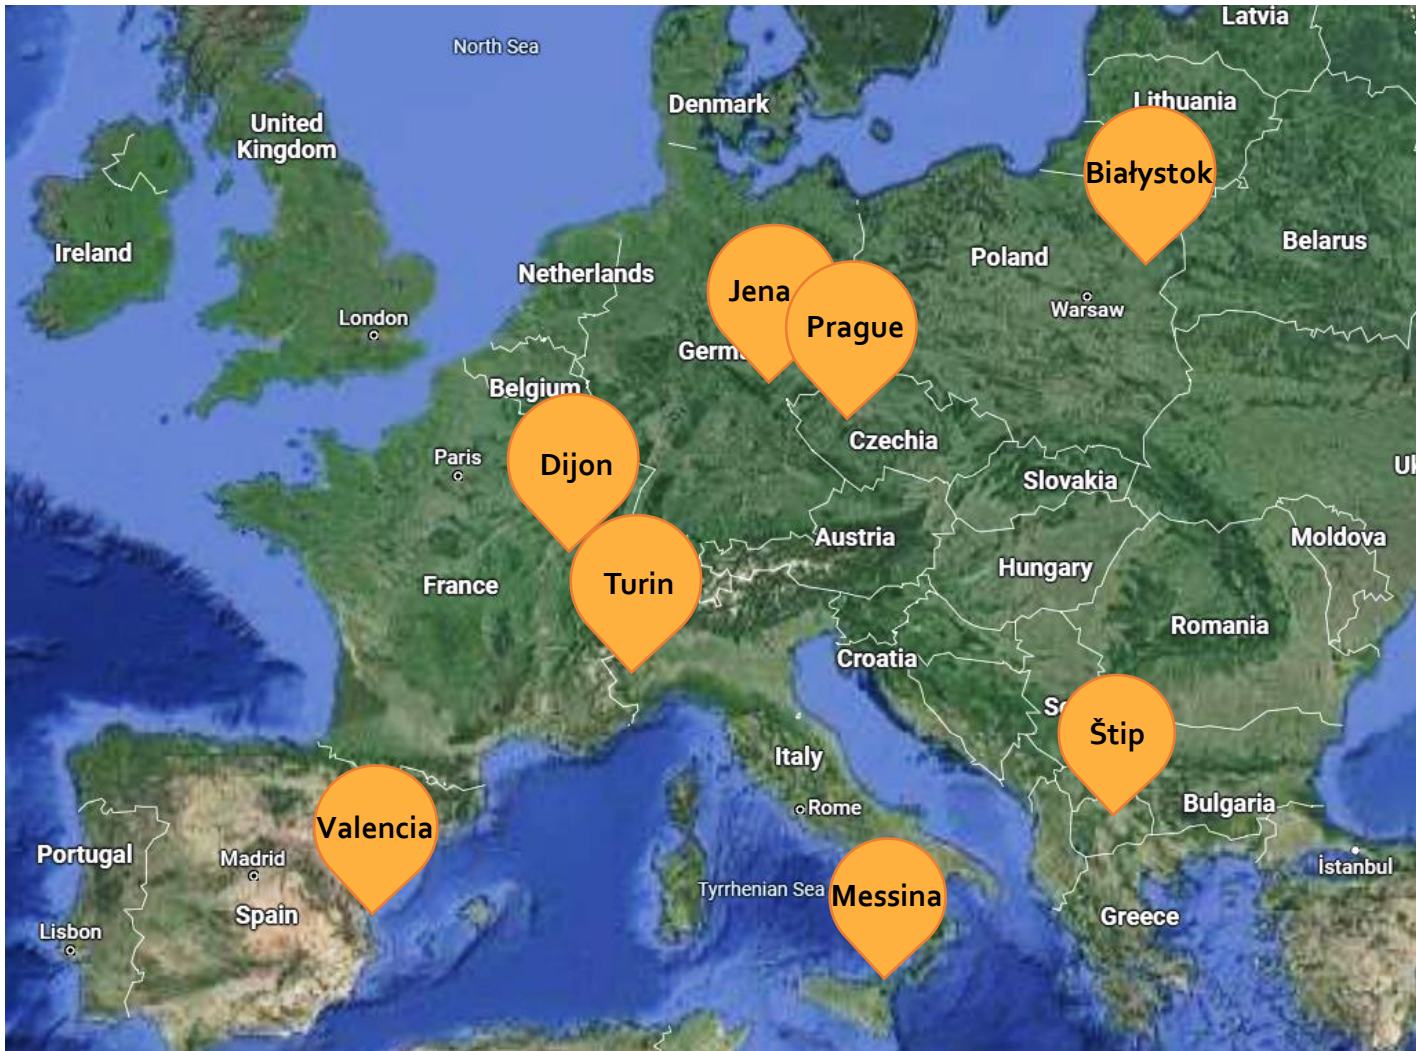 Latvia
North Sea
Denmark
Lithuania
United
Kingdom
Białystok
Ireland
Netherlands
Poland
Belarus
Jena
London
Warsaw
Prague
Germ
Belgium
Czechia
Paris
Dijon
Slovakia
Uk
Austria
Moldova
Hungary
France
Turin
Romania
Croatia
Se
Štip
Italy
Rome
Bulgaria
Valencia
Portugal
Madrid
İstanbul
Tyrrhenian Sea
Messina
Spain
Greece
Lisbon